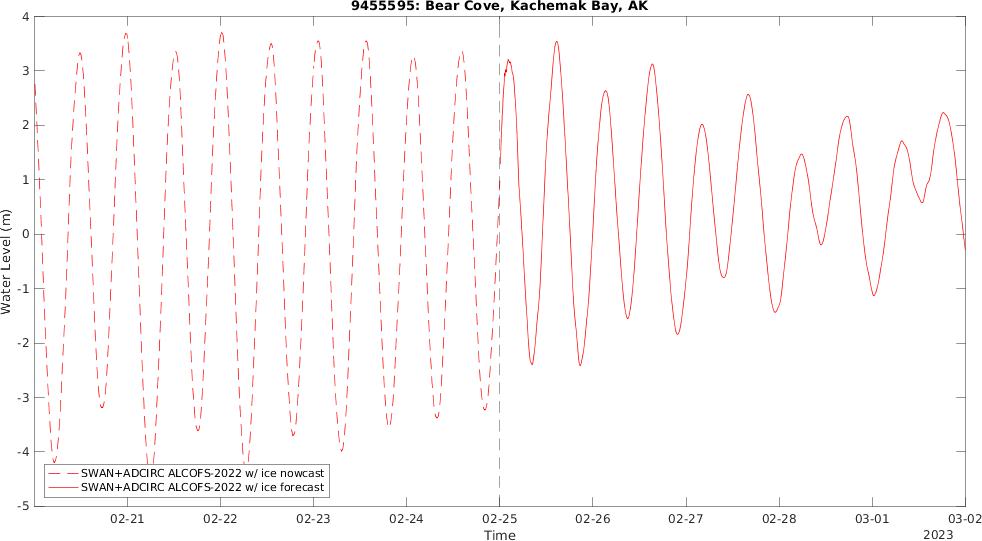 9455595: Bear Cove, Kachemak Bay, AK
Water Level (m)
4
3
2
1
0
-1
-2
-3
-4
-5
SWAN+ADCIRC ALCOFS-2022 w/ ice nowcast
SWAN+ADCIRC ALCOFS-2022 w/ ice forecast
02-21 02-22 02-23 02-24 02-25 02-26 02-27 02-28 03-01 03-02
Time
2023